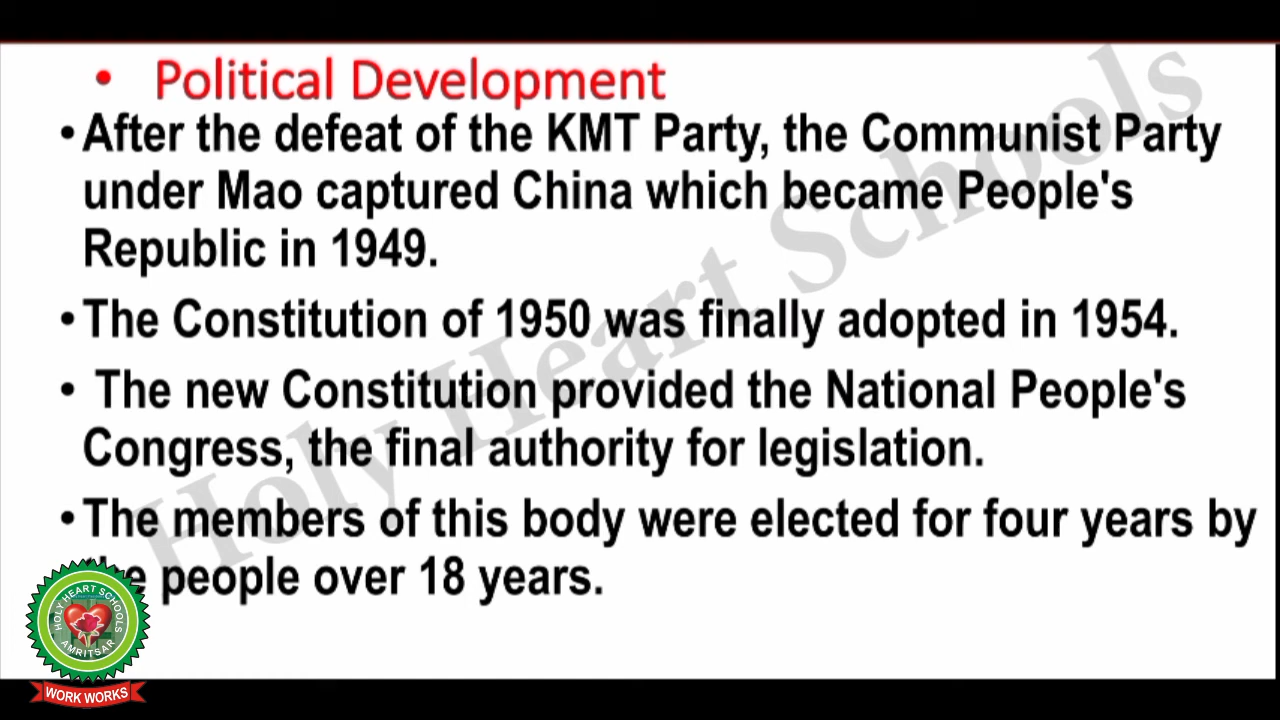 • Political Development
• After the defeat of the KMT Party, the Communist Party
under Mao captured China which became People's
Republic in 1949.
• The Constitution of 1950 was finally adopted in 1954.
• The new Constitution provided the National People's
Congress, the final authority for legislation.
• The members of this body were elected for four years by
the people over 18 years.
Holy Heart Schools
HOLY HEART SCHOOLS
AMRITSAR
WORK WORKS